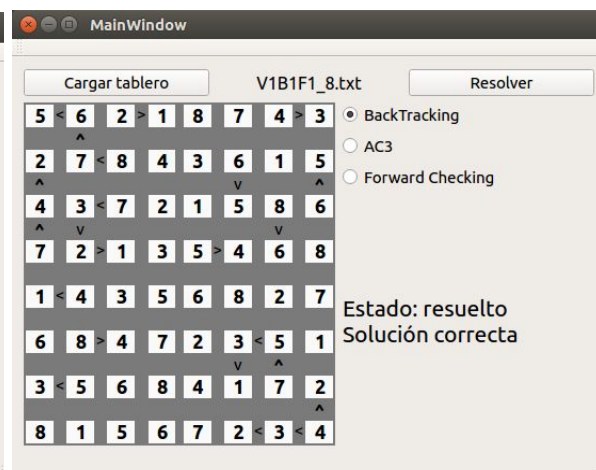 MainWindow
Cargar tablero V1B1F1_8.txt Resolver
5 < 6 2 > 1 8 7 4 > 3
^
2 7 < 8 4 3 6 1 5
^ v ^
4 3 < 7 2 1 5 8 6
^ v v
7 2 > 1 3 5 > 4 6 8
1 < 4 3 5 6 8 2 7
6 8 > 4 7 2 3 < 5 1
v ^
3 < 5 6 8 4 1 7 2
^
8 1 5 6 7 2 < 3 < 4
BackTracking
AC3
Forward Checking
Estado: resuelto
Solución correcta